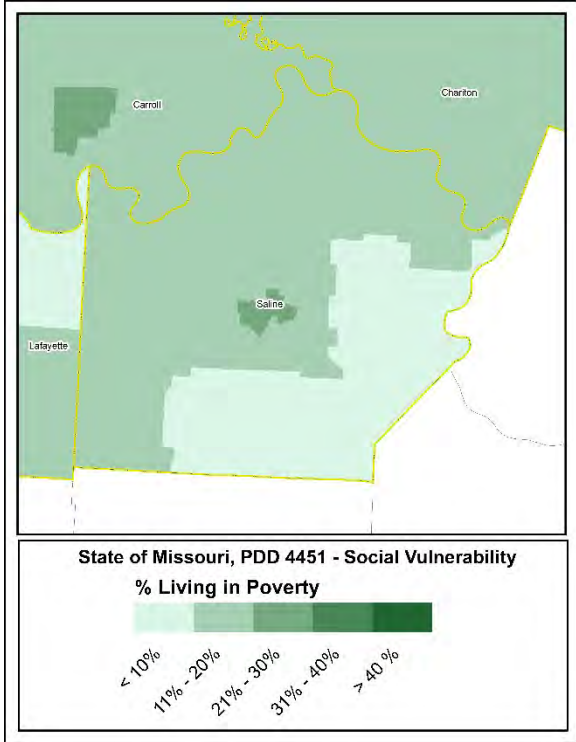 Carroll
Chariton
Saline
Lafayette
State of Missouri, PDD 4451 - Social Vulnerability
% Living in Poverty
< 10%
11% - 20%
21% - 30%
31% - 40%
> 40 %